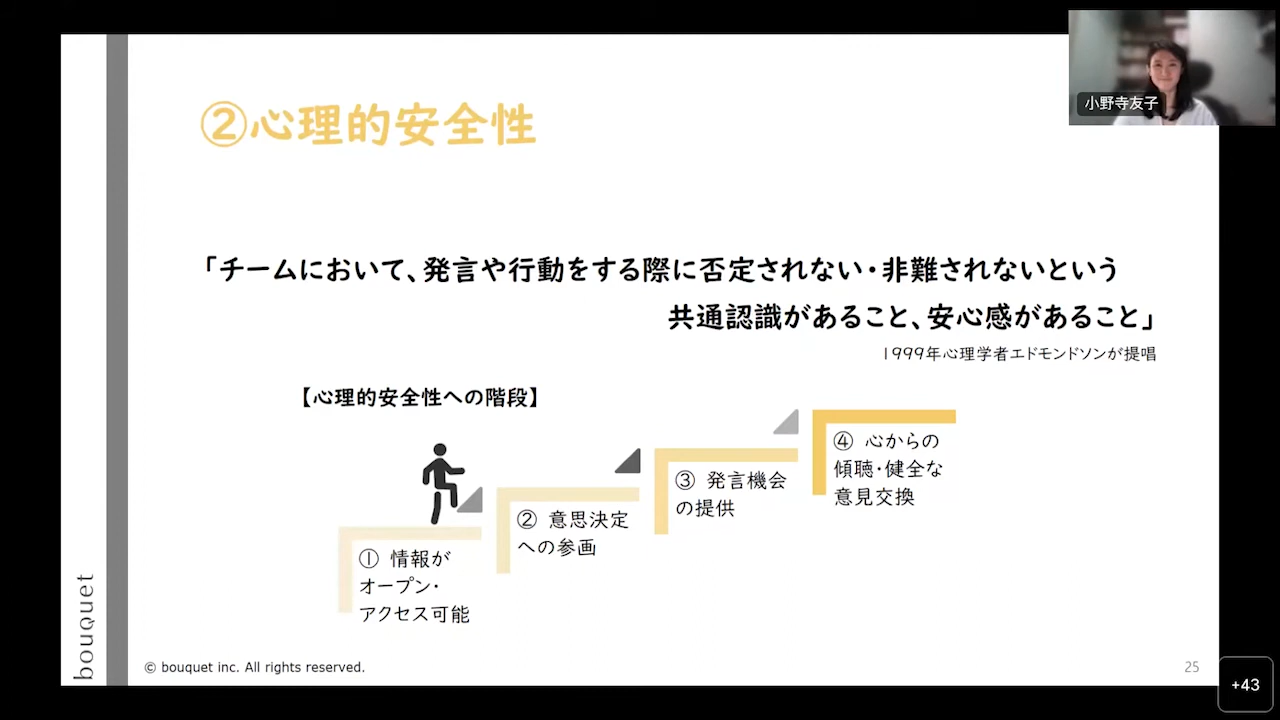 小野寺友子
②心理的安全性
「チームにおいて、発言や行動をする際に否定されない・非難されないという
共通認識があること、安心感があること」
1999年心理学者エドモンドソンが提唱
【心理的安全性への階段】
① 情報が
オープン・
アクセス可能
② 意思決定
への参画
③ 発言機会
の提供
④ 心からの
傾聴・健全な
意見交換
bouquet
© bouquet inc. All rights reserved.
25
+43